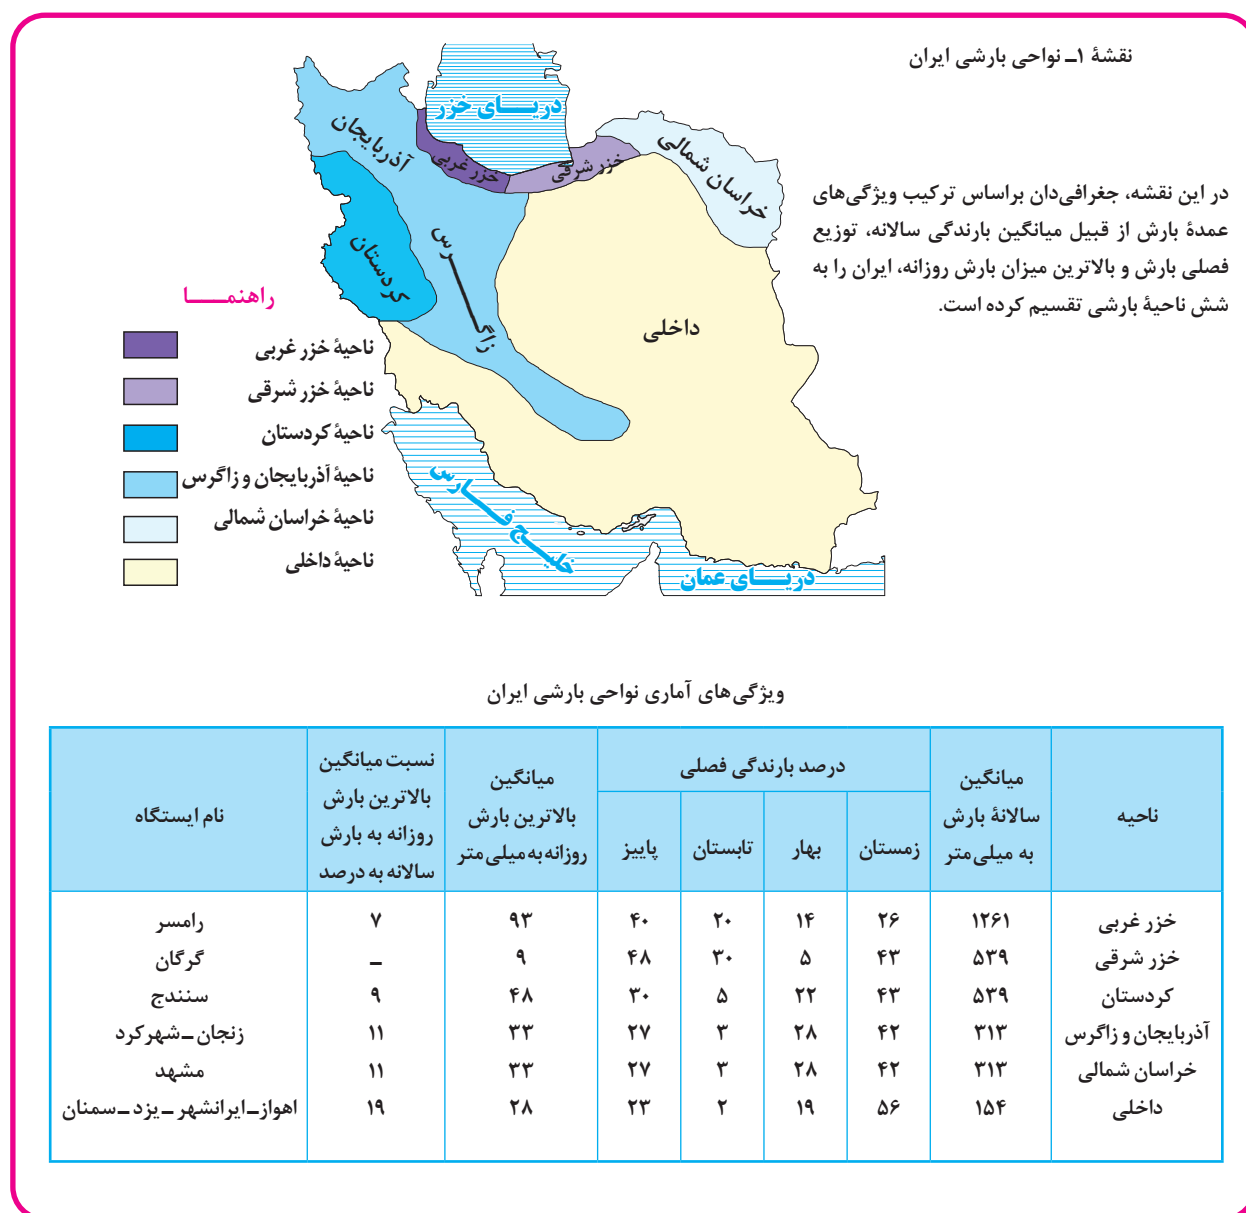 نقشهٔ ۱ـ نواحی بارشی ایران
در این نقشه، جغرافی‌دان براساس ترکیب ویژگی‌های
عمدهٔ بارش از قبیل میانگین بارندگی سالانه، توزیع
فصلی بارش و بالاترین میزان بارش روزانه، ایران را به
شش ناحیهٔ بارشی تقسیم کرده است.
دریــای خزر
آذربایجان
خزر غربی
خزر شرقی
خراسان شمالی
کردستان
زاگــرس
داخلی
خلیــج فــارس
دریــای عمان
راهنمــا
ناحیهٔ خزر غربی
ناحیهٔ خزر شرقی
ناحیهٔ کردستان
ناحیهٔ آذربایجان و زاگرس
ناحیهٔ خراسان شمالی
ناحیهٔ داخلی
ویژگی‌های آماری نواحی بارشی ایران
ناحیه
میانگین
سالانهٔ بارش
به میلی‌متر
درصد بارندگی فصلی
زمستان بهار تابستان پاییز
میانگین
بالاترین بارش
روزانه به میلی‌متر
نسبت میانگین
بالاترین بارش
روزانه به بارش
سالانه به درصد
نام ایستگاه
خزر غربی ۱۲۶۱ ۲۶ ۱۴ ۲۰ ۴۰ ۹۳ ۷ رامسر
خزر شرقی ۵۳۹ ۴۳ ۵ ۳۰ ۴۸ ۹ ـ گرگان
کردستان ۵۳۹ ۴۳ ۲۲ ۵ ۳۰ ۴۸ ۹ سنندج
آذربایجان و زاگرس ۳۱۳ ۴۲ ۲۸ ۳ ۲۷ ۳۳ ۱۱ زنجان ـ شهرکرد
خراسان شمالی ۳۱۳ ۴۲ ۲۸ ۳ ۲۷ ۳۳ ۱۱ مشهد
داخلی ۱۵۴ ۵۶ ۱۹ ۲ ۲۳ ۲۸ ۱۹ اهواز ـ ایرانشهر ـ یزد ـ سمنان